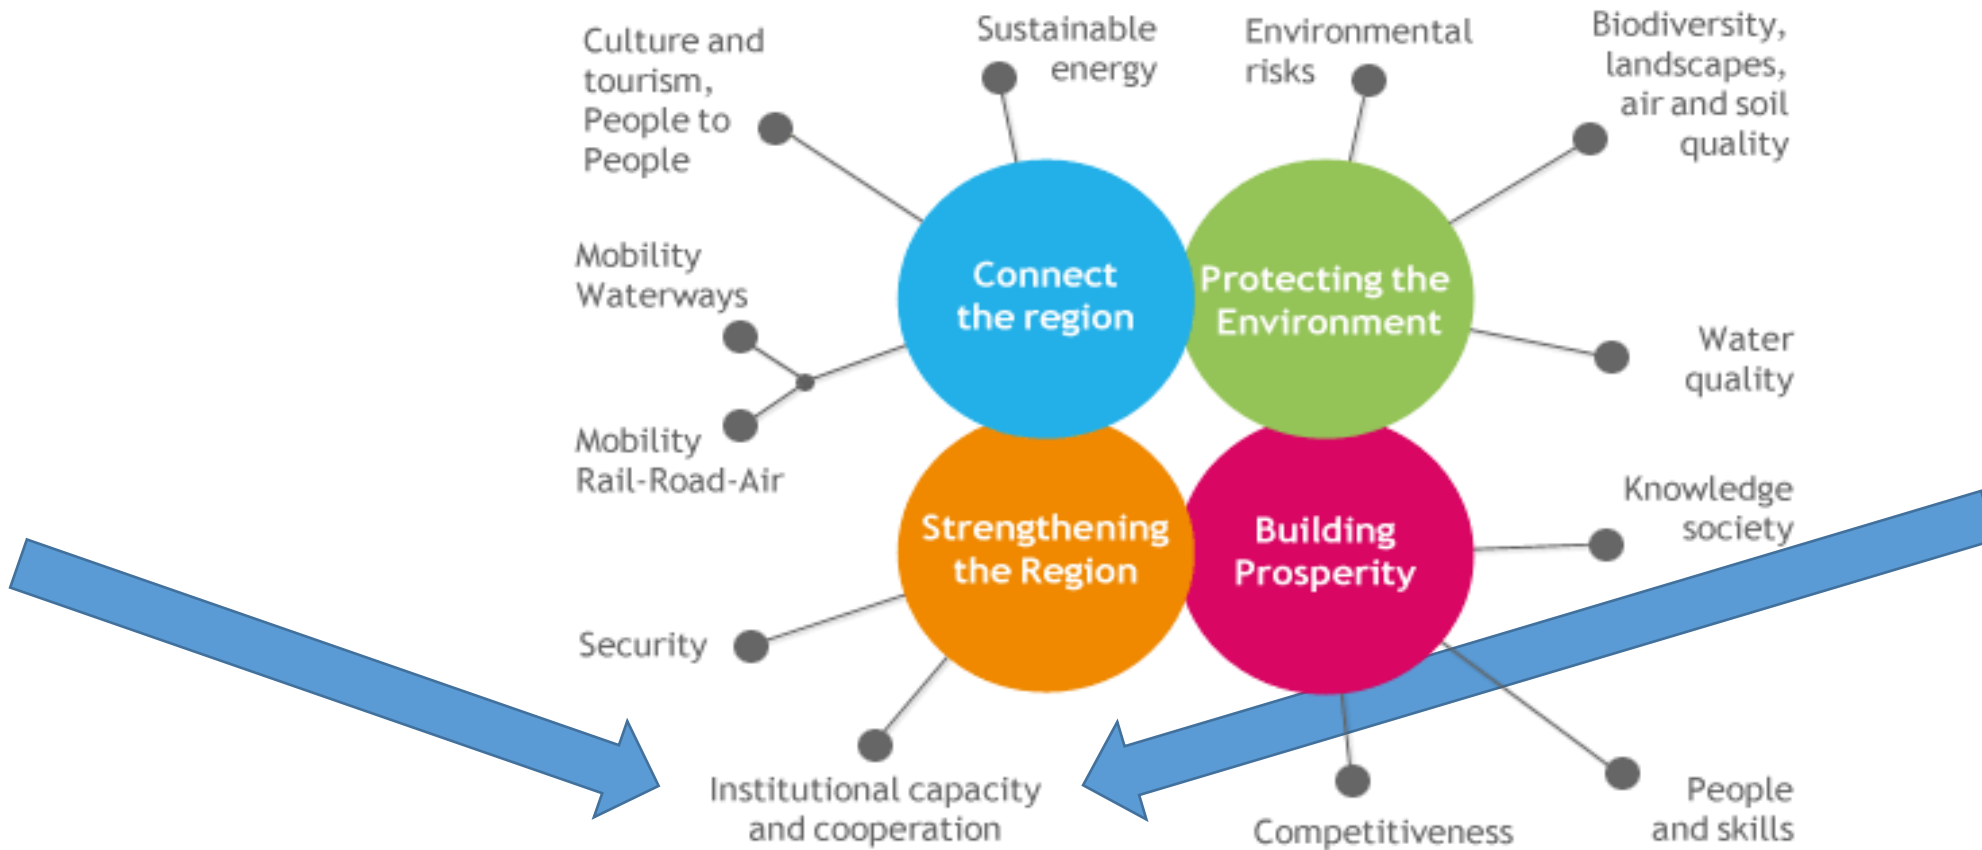 Culture and
tourism,
People to
People
Sustainable
energy
Environmental
risks
Biodiversity,
landscapes,
air and soil
quality
Mobility
Waterways
Connect
the region
Protecting the
Environment
Water
quality
Mobility
Rail-Road-Air
Strengthening
the Region
Building
Prosperity
Knowledge
society
Security
Institutional capacity
and cooperation
Competitiveness
People
and skills